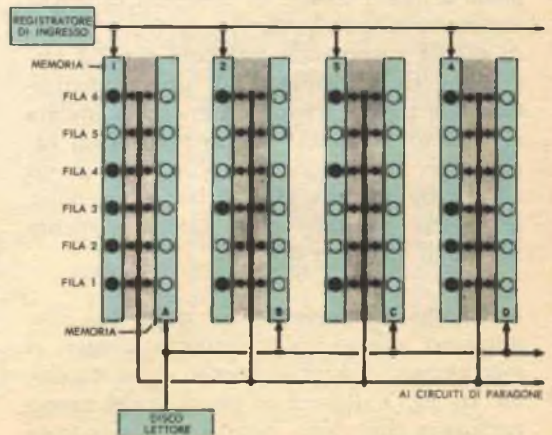 REGISTRATORE
DI INGRESSO
MEMORIA
1
2
3
4
FILA 6
FILA 5
FILA 4
FILA 3
FILA 2
FILA 1
A
B
C
D
MEMORIA
AI CIRCUITI DI PARAGONE
DISCO
LETTORE